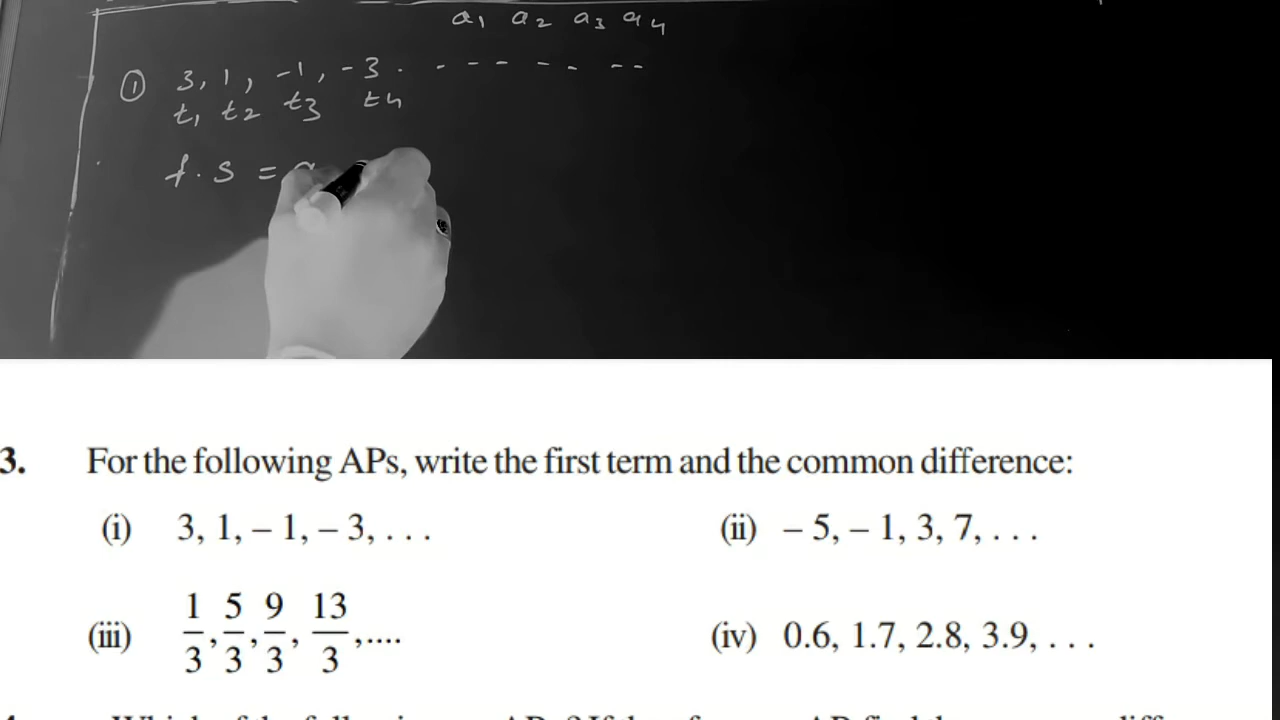 a₁ a₂ a₃ a₄
① 3, 1, -1, -3. - - - - - - -
t₁ t₂ t₃ t₄
f.s =
3. For the following APs, write the first term and the common difference:
(i) 3, 1, – 1, – 3, . . . (ii) – 5, – 1, 3, 7, . . .
(iii) 1/3, 5/3, 9/3, 13/3, .... (iv) 0.6, 1.7, 2.8, 3.9, . . .